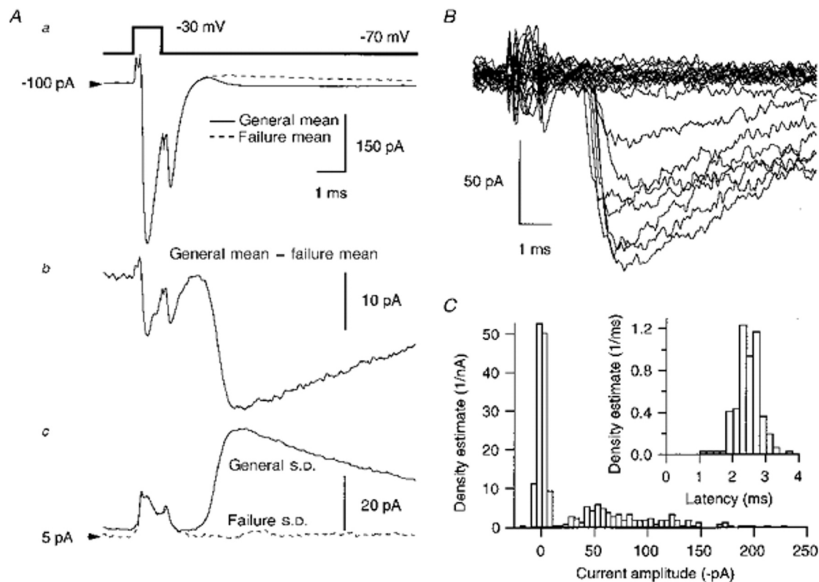 A
a
-30 mV
-70 mV
-100 pA
General mean
Failure mean
150 pA
1 ms
b
General mean – failure mean
10 pA
c
General S.D.
Failure S.D.
20 pA
5 pA
B
50 pA
1 ms
C
Density estimate (1/nA)
50
40
30
20
10
0
0
50
100
150
200
250
Current amplitude (-pA)
Density estimate (1/ms)
1.2
0.8
0.4
0.0
0
1
2
3
4
Latency (ms)